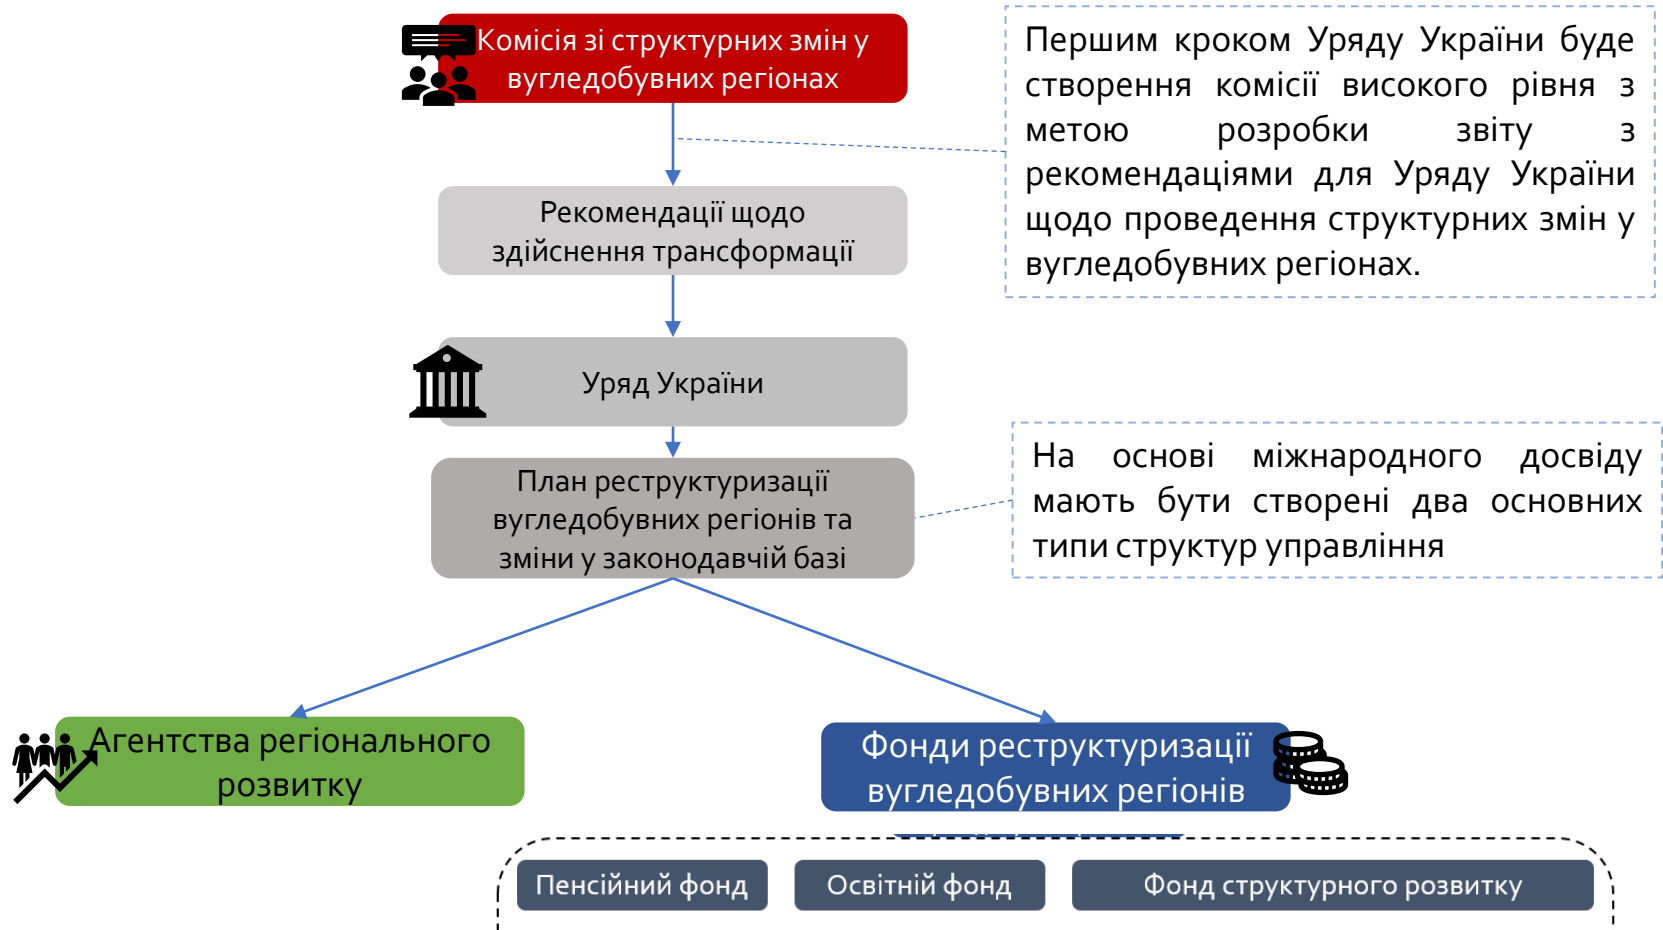 Комісія зі структурних змін у
вугледобувних регіонах
Першим кроком Уряду України буде
створення комісії високого рівня з
метою розробки звіту з
рекомендаціями для Уряду України
щодо проведення структурних змін у
вугледобувних регіонах.
Рекомендації щодо
здійснення трансформації
Уряд України
План реструктуризації
вугледобувних регіонів та
зміни у законодавчій базі
На основі міжнародного досвіду
мають бути створені два основних
типи структур управління
Агентства регіонального
розвитку
Фонди реструктуризації
вугледобувних регіонів
Пенсійний фонд
Освітній фонд
Фонд структурного розвитку